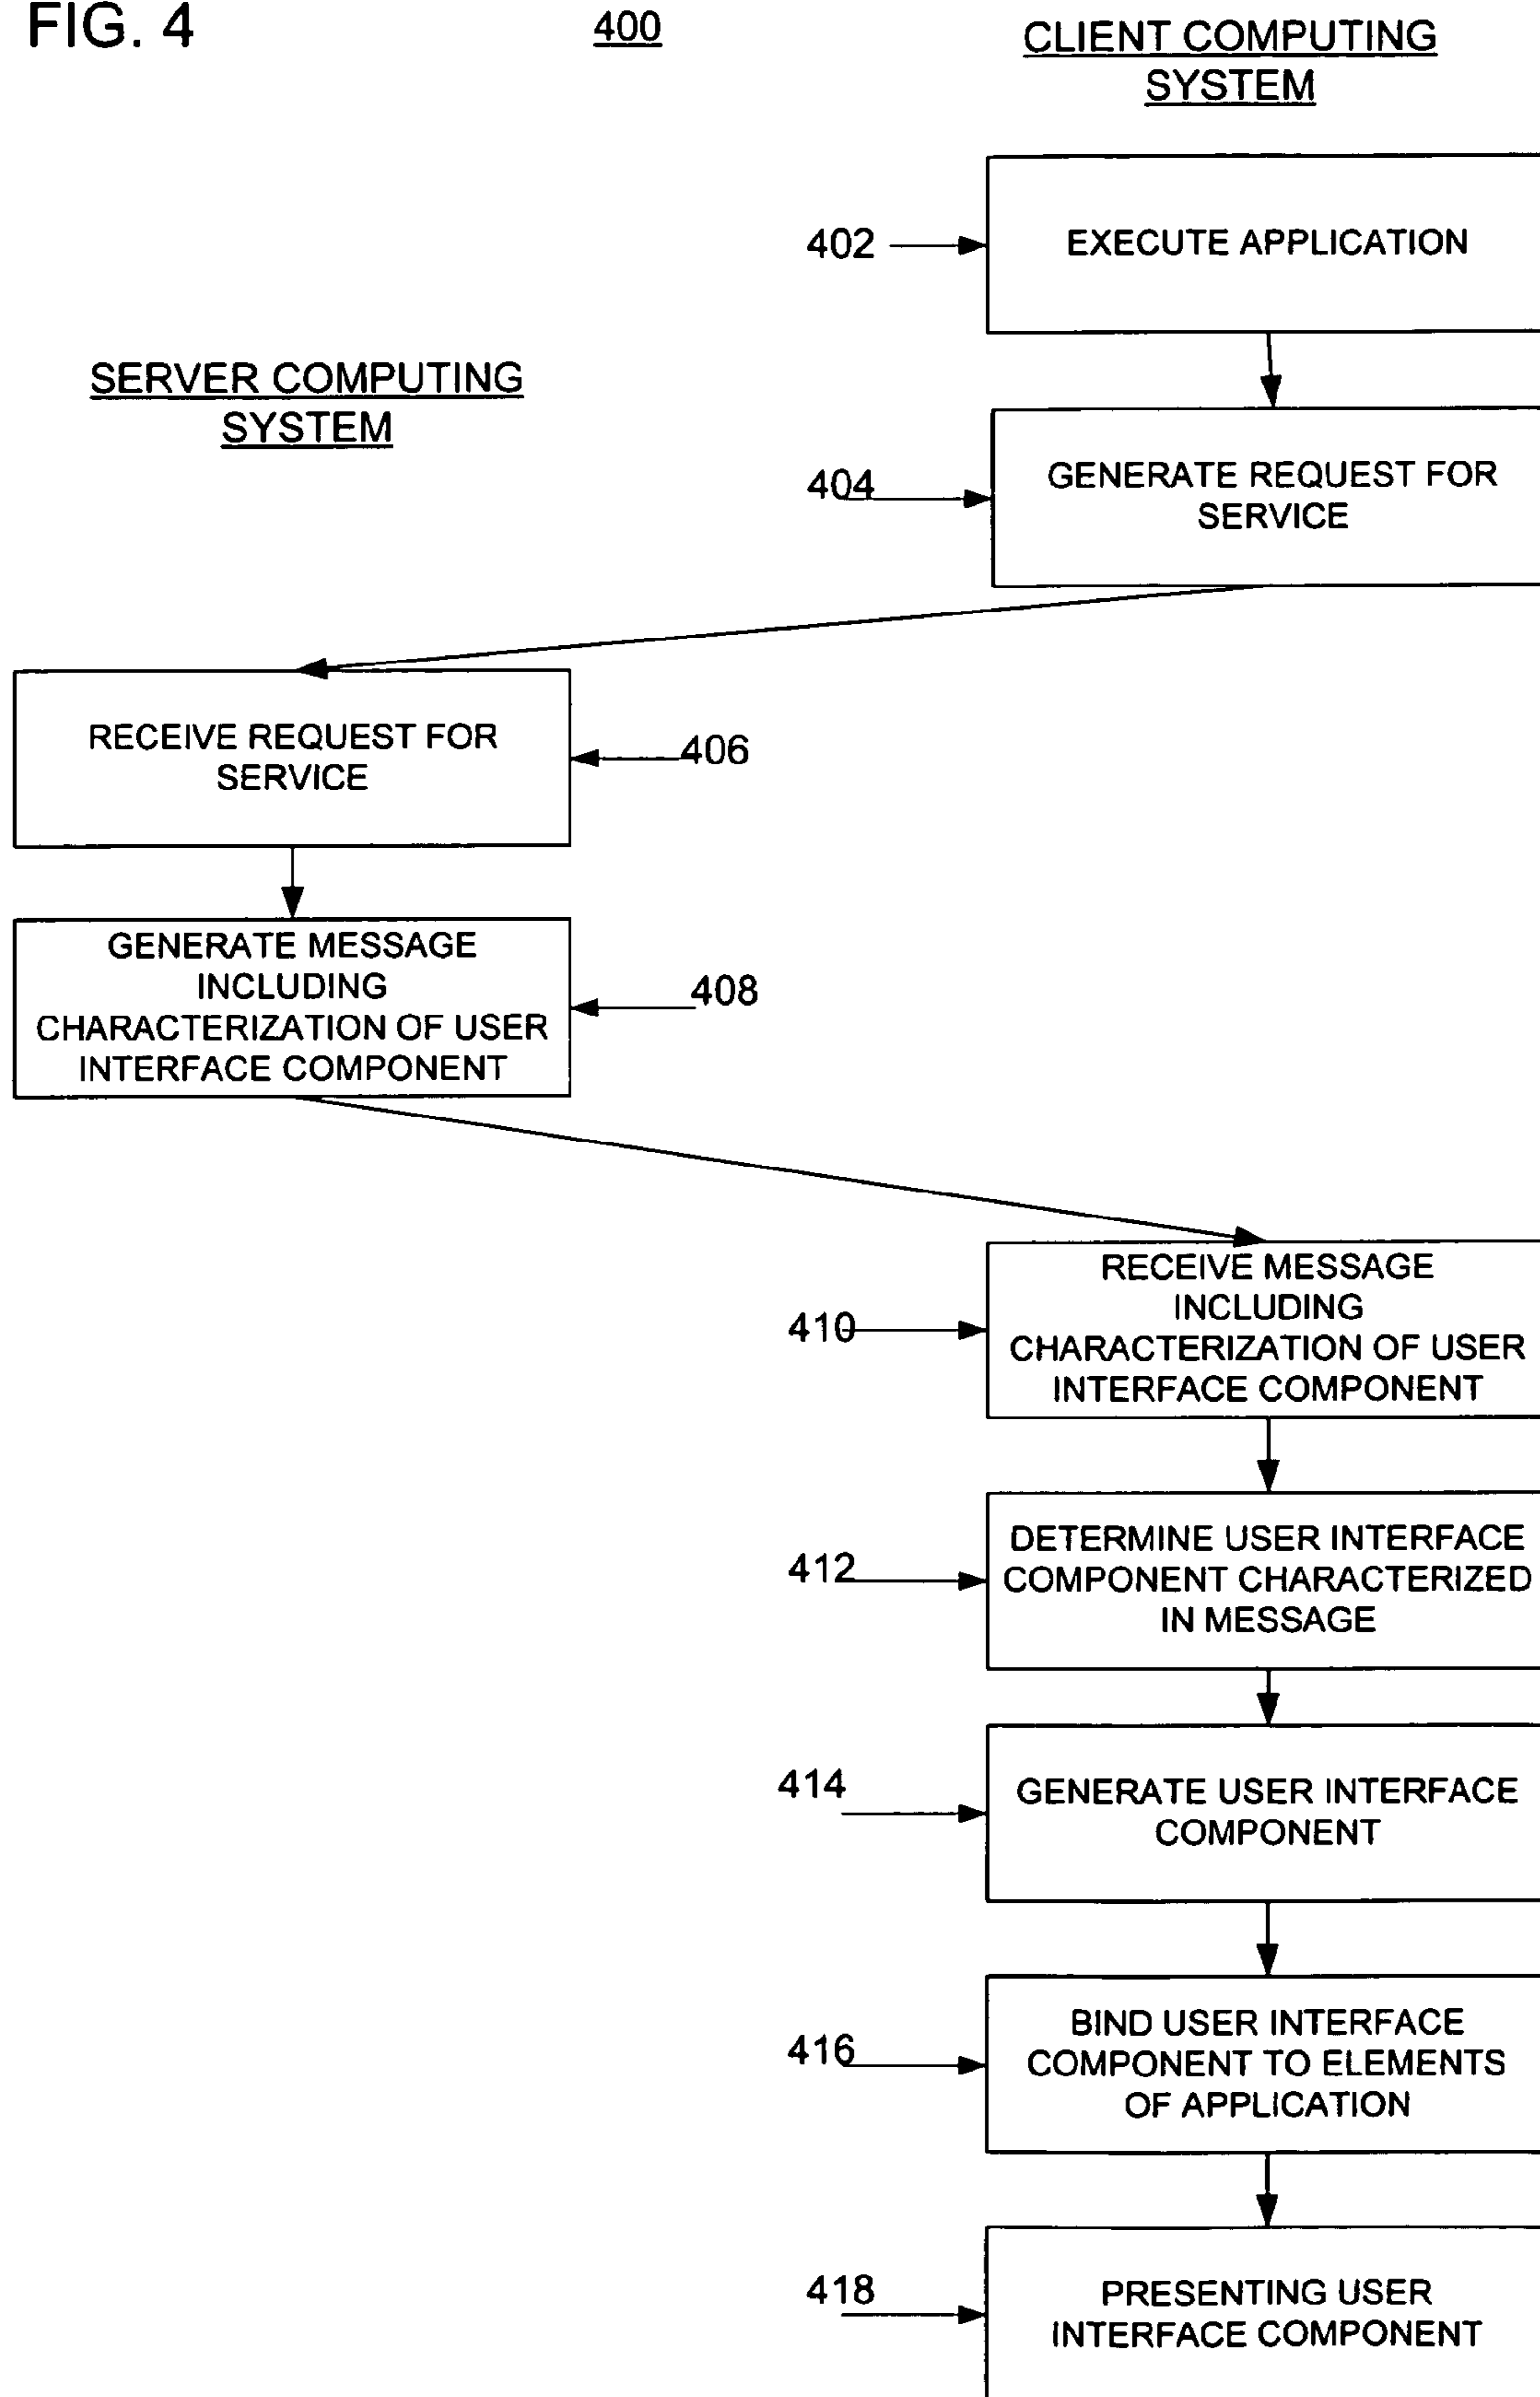 FIG. 4
400
CLIENT COMPUTING
SYSTEM
402
EXECUTE APPLICATION
SERVER COMPUTING
SYSTEM
404
GENERATE REQUEST FOR
SERVICE
RECEIVE REQUEST FOR
SERVICE
406
GENERATE MESSAGE
INCLUDING
CHARACTERIZATION OF USER
INTERFACE COMPONENT
408
RECEIVE MESSAGE
INCLUDING
CHARACTERIZATION OF USER
INTERFACE COMPONENT
410
DETERMINE USER INTERFACE
COMPONENT CHARACTERIZED
IN MESSAGE
412
414
GENERATE USER INTERFACE
COMPONENT
416
BIND USER INTERFACE
COMPONENT TO ELEMENTS
OF APPLICATION
418
PRESENTING USER
INTERFACE COMPONENT